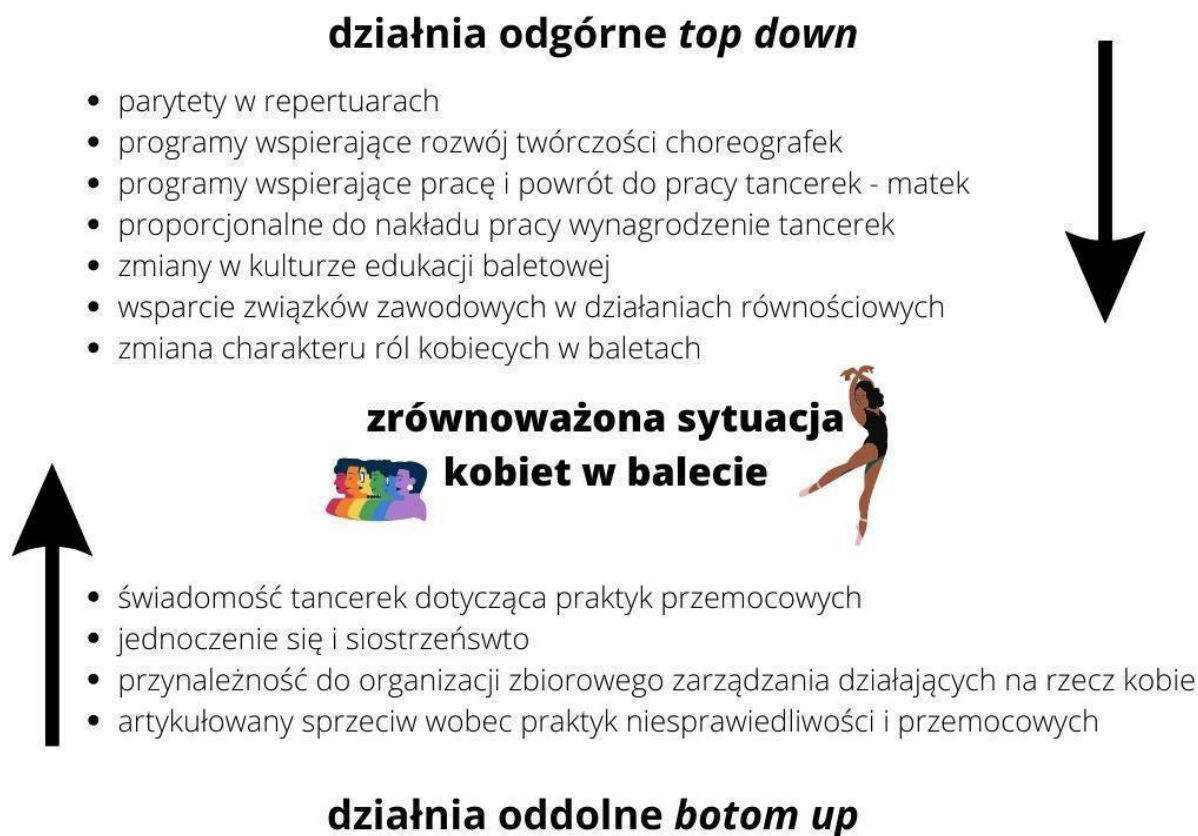 działnia odgórne top down
• parytety w repertuarach
• programy wspierające rozwój twórczości choreografek
• programy wspierające pracę i powrót do pracy tancerek - matek
• proporcjonalne do nakładu pracy wynagrodzenie tancerek
• zmiany w kulturze edukacji baletowej
• wsparcie związków zawodowych w działaniach równościowych
• zmiana charakteru ról kobiecych w baletach
zrównoważona sytuacja
kobiet w balecie
• świadomość tancerek dotycząca praktyk przemocowych
• jednoczenie się i siostrzeńswto
• przynależność do organizacji zbiorowego zarządzania działających na rzecz kobie
• artykułowany sprzeciw wobec praktyk niesprawiedliwości i przemocowych
działnia oddolne botom up